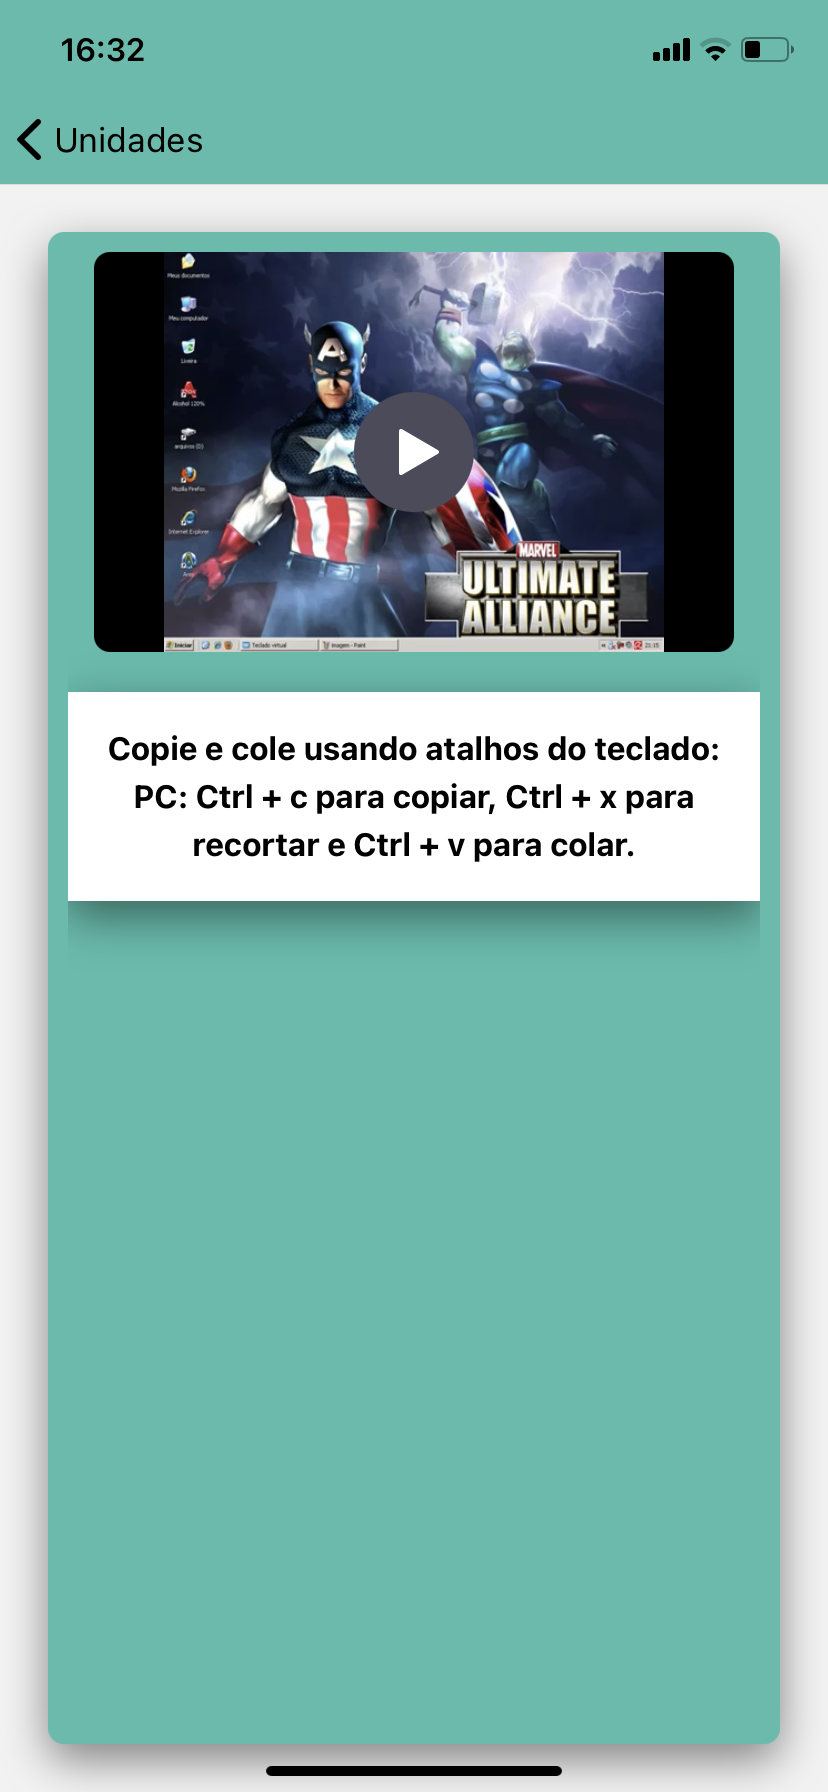 16:32
Unidades
Meus documentos
Meu computador
Lixeira
Alcohol 120%
arquivos (D)
Mozilla Firefox
Internet Explorer
MARVEL
ULTIMATE
ALLIANCE
Iniciar
Teclado virtual
imagem - Paint
21:15
Copie e cole usando atalhos do teclado:
PC: Ctrl + c para copiar, Ctrl + x para
recortar e Ctrl + v para colar.